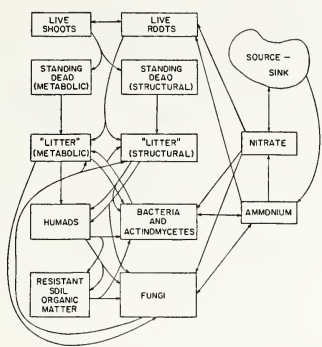 LIVE
SHOOTS
LIVE
ROOTS
STANDING
DEAD
(METABOLIC)
STANDING
DEAD
(STRUCTURAL)
SOURCE —
SINK
"LITTER"
(METABOLIC)
"LITTER"
(STRUCTURAL)
NITRATE
HUMADS
BACTERIA
AND
ACTINOMYCETES
AMMONIUM
RESISTANT
SOIL
ORGANIC
MATTER
FUNGI